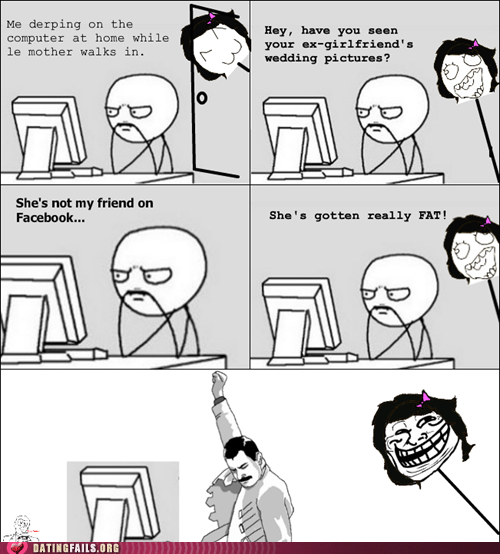 Me derping on the
computer at home while
le mother walks in.
Hey, have you seen
your ex-girlfriend's
wedding pictures?
She's not my friend on
Facebook...
She's gotten really FAT!
DATINGFAILS.ORG